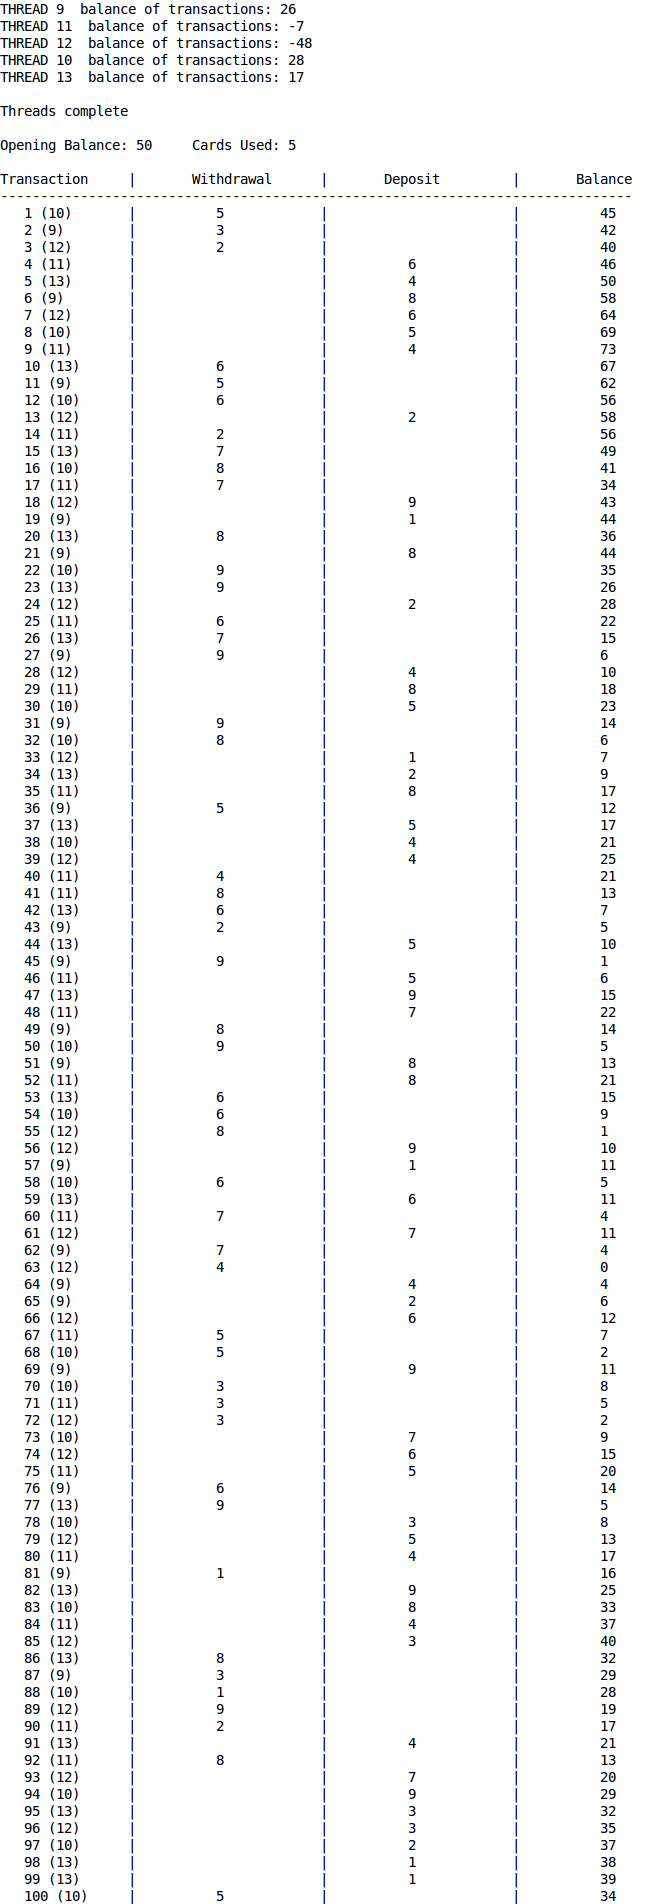 THREAD 9  balance of transactions: 26
THREAD 11  balance of transactions: -7
THREAD 12  balance of transactions: -48
THREAD 10  balance of transactions: 28
THREAD 13  balance of transactions: 17
Threads complete
Opening Balance: 50     Cards Used: 5
Transaction     |       Withdrawal      |       Deposit         |       Balance
-------------------------------------------------------------------------------
1 (10)        |          5            |                       |          45
2 (9)         |          3            |                       |          42
3 (12)        |          2            |                       |          40
4 (11)        |                       |          6            |          46
5 (13)        |                       |          4            |          50
6 (9)         |                       |          8            |          58
7 (12)        |                       |          6            |          64
8 (10)        |                       |          5            |          69
9 (11)        |                       |          4            |          73
10 (13)       |          6            |                       |          67
11 (9)        |          5            |                       |          62
12 (10)       |          6            |                       |          56
13 (12)       |                       |          2            |          58
14 (11)       |          2            |                       |          56
15 (13)       |          7            |                       |          49
16 (10)       |          8            |                       |          41
17 (11)       |          7            |                       |          34
18 (12)       |                       |          9            |          43
19 (9)        |                       |          1            |          44
20 (13)       |          8            |                       |          36
21 (9)        |                       |          8            |          44
22 (10)       |          9            |                       |          35
23 (13)       |          9            |                       |          26
24 (12)       |                       |          2            |          28
25 (11)       |          6            |                       |          22
26 (13)       |          7            |                       |          15
27 (9)        |          9            |                       |          6
28 (12)       |                       |          4            |          10
29 (11)       |                       |          8            |          18
30 (10)       |                       |          5            |          23
31 (9)        |          9            |                       |          14
32 (10)       |          8            |                       |          6
33 (12)       |                       |          1            |          7
34 (13)       |                       |          2            |          9
35 (11)       |                       |          8            |          17
36 (9)        |          5            |                       |          12
37 (13)       |                       |          5            |          17
38 (10)       |                       |          4            |          21
39 (12)       |                       |          4            |          25
40 (11)       |          4            |                       |          21
41 (11)       |          8            |                       |          13
42 (13)       |          6            |                       |          7
43 (9)        |          2            |                       |          5
44 (13)       |                       |          5            |          10
45 (9)        |          9            |                       |          1
46 (11)       |                       |          5            |          6
47 (13)       |                       |          9            |          15
48 (11)       |                       |          7            |          22
49 (9)        |          8            |                       |          14
50 (10)       |          9            |                       |          5
51 (9)        |                       |          8            |          13
52 (11)       |                       |          8            |          21
53 (13)       |          6            |                       |          15
54 (10)       |          6            |                       |          9
55 (12)       |          8            |                       |          1
56 (12)       |                       |          9            |          10
57 (9)        |                       |          1            |          11
58 (10)       |          6            |                       |          5
59 (13)       |                       |          6            |          11
60 (11)       |          7            |                       |          4
61 (12)       |                       |          7            |          11
62 (9)        |          7            |                       |          4
63 (12)       |          4            |                       |          0
64 (9)        |                       |          4            |          4
65 (9)        |                       |          2            |          6
66 (12)       |                       |          6            |          12
67 (11)       |          5            |                       |          7
68 (10)       |          5            |                       |          2
69 (9)        |                       |          9            |          11
70 (10)       |          3            |                       |          8
71 (11)       |          3            |                       |          5
72 (12)       |          3            |                       |          2
73 (10)       |                       |          7            |          9
74 (12)       |                       |          6            |          15
75 (11)       |                       |          5            |          20
76 (9)        |          6            |                       |          14
77 (13)       |          9            |                       |          5
78 (10)       |                       |          3            |          8
79 (12)       |                       |          5            |          13
80 (11)       |                       |          4            |          17
81 (9)        |          1            |                       |          16
82 (13)       |                       |          9            |          25
83 (10)       |                       |          8            |          33
84 (11)       |                       |          4            |          37
85 (12)       |                       |          3            |          40
86 (13)       |          8            |                       |          32
87 (9)        |          3            |                       |          29
88 (10)       |          1            |                       |          28
89 (12)       |          9            |                       |          19
90 (11)       |          2            |                       |          17
91 (13)       |                       |          4            |          21
92 (11)       |          8            |                       |          13
93 (12)       |                       |          7            |          20
94 (10)       |                       |          9            |          29
95 (13)       |                       |          3            |          32
96 (12)       |                       |          3            |          35
97 (10)       |                       |          2            |          37
98 (13)       |                       |          1            |          38
99 (13)       |                       |          1            |          39
100 (10)      |          5            |                       |          34